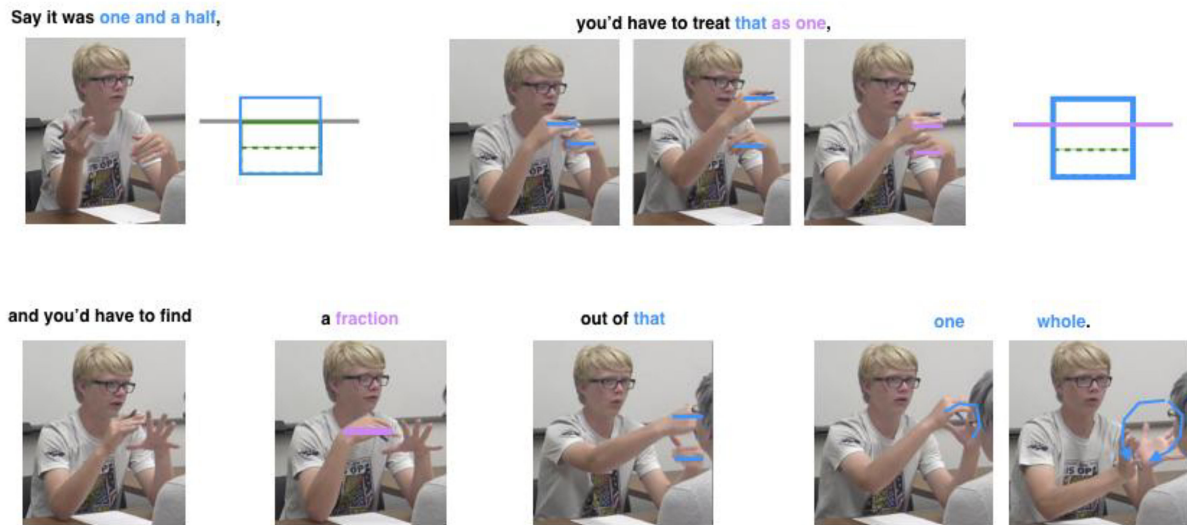 Say it was one and a half,
you'd have to treat that as one,
and you'd have to find
a fraction
out of that
one
whole.